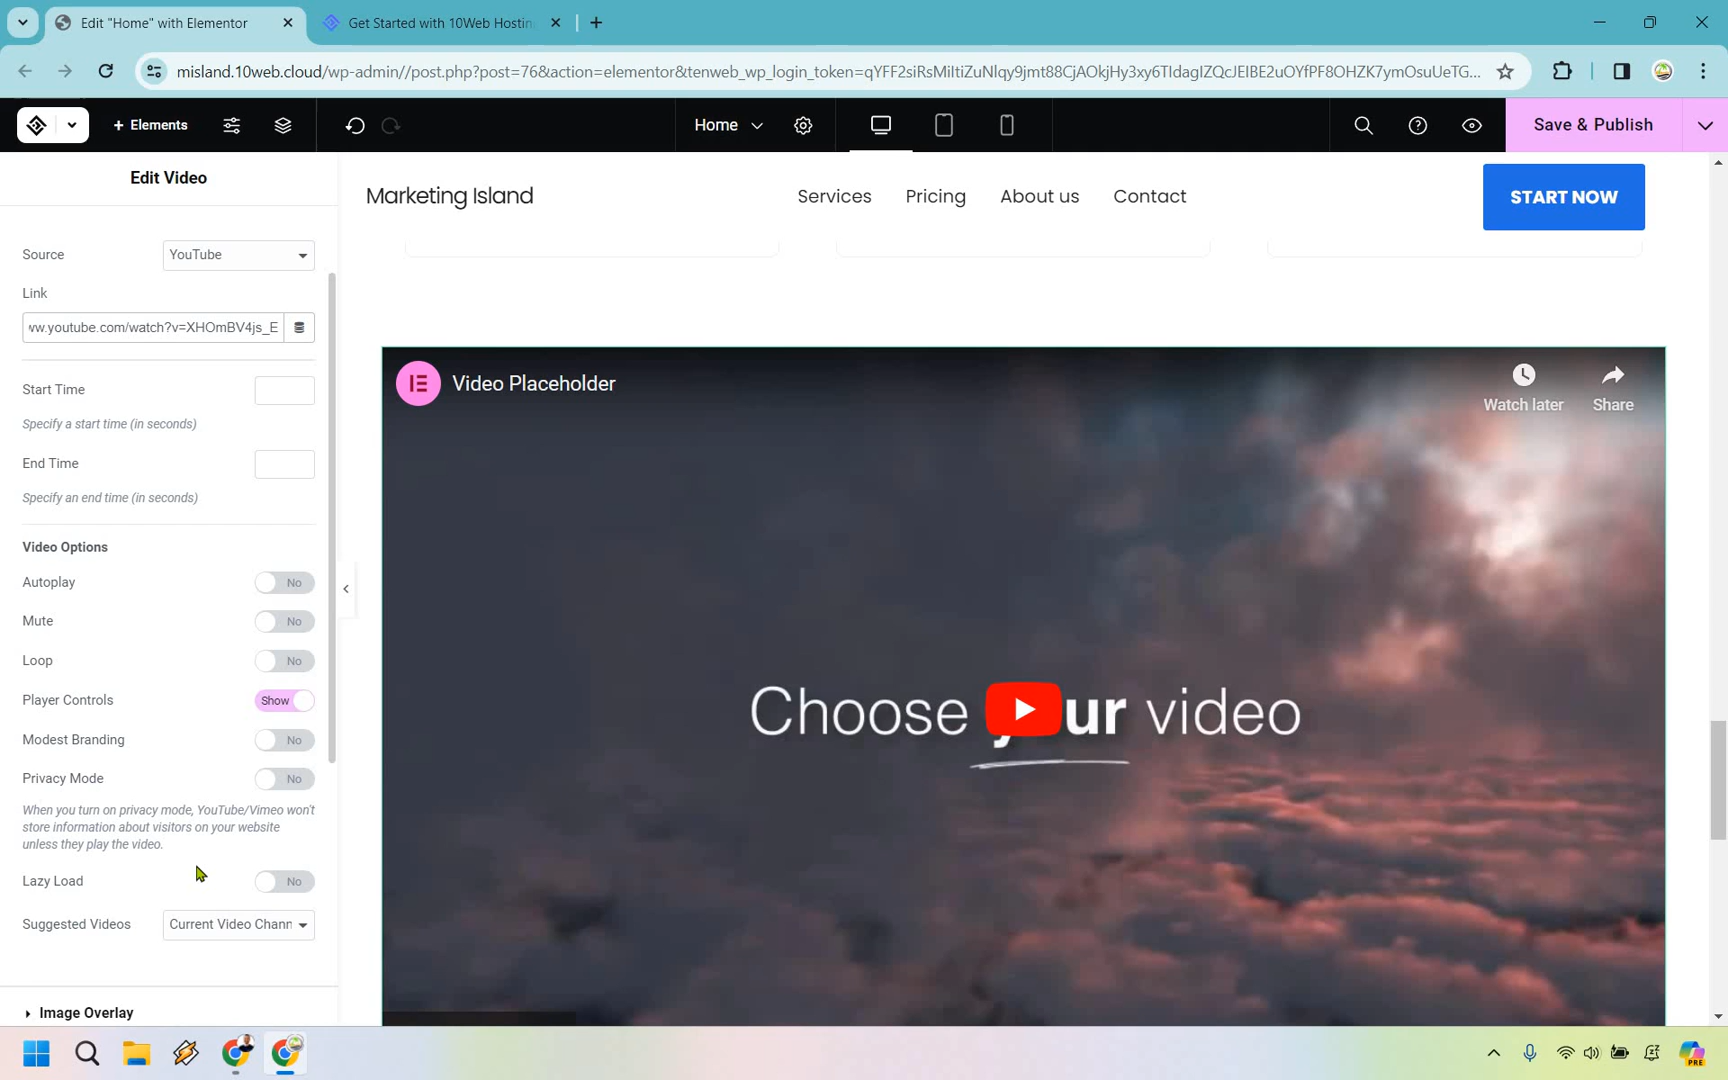 Edit "Home" with Elementor
Get Started with 10Web Hostin
misland.10web.cloud/wp-admin//post.php?post=76&action=elementor&tenweb_wp_login_token=qYFF2siRsMiltiZuNlqy9jmt88CjAOkjHy3xy6TIdaglZQcJEIBE2uOYfPF8OHZK7ymOsuUeTG...
+ Elements
Home
Save & Publish
Edit Video
Marketing Island
Services
Pricing
About us
Contact
START NOW
Source
YouTube
Link
ww.youtube.com/watch?v=XHOmBV4js_E
Start Time
Specify a start time (in seconds)
End Time
Specify an end time (in seconds)
Video Options
Autoplay
No
Mute
No
Loop
No
Player Controls
Show
Modest Branding
No
Privacy Mode
No
When you turn on privacy mode, YouTube/Vimeo won't
store information about visitors on your website
unless they play the video.
Lazy Load
No
Suggested Videos
Current Video Chann
Image Overlay
Video Placeholder
Watch later
Share
Choose your video
PRE